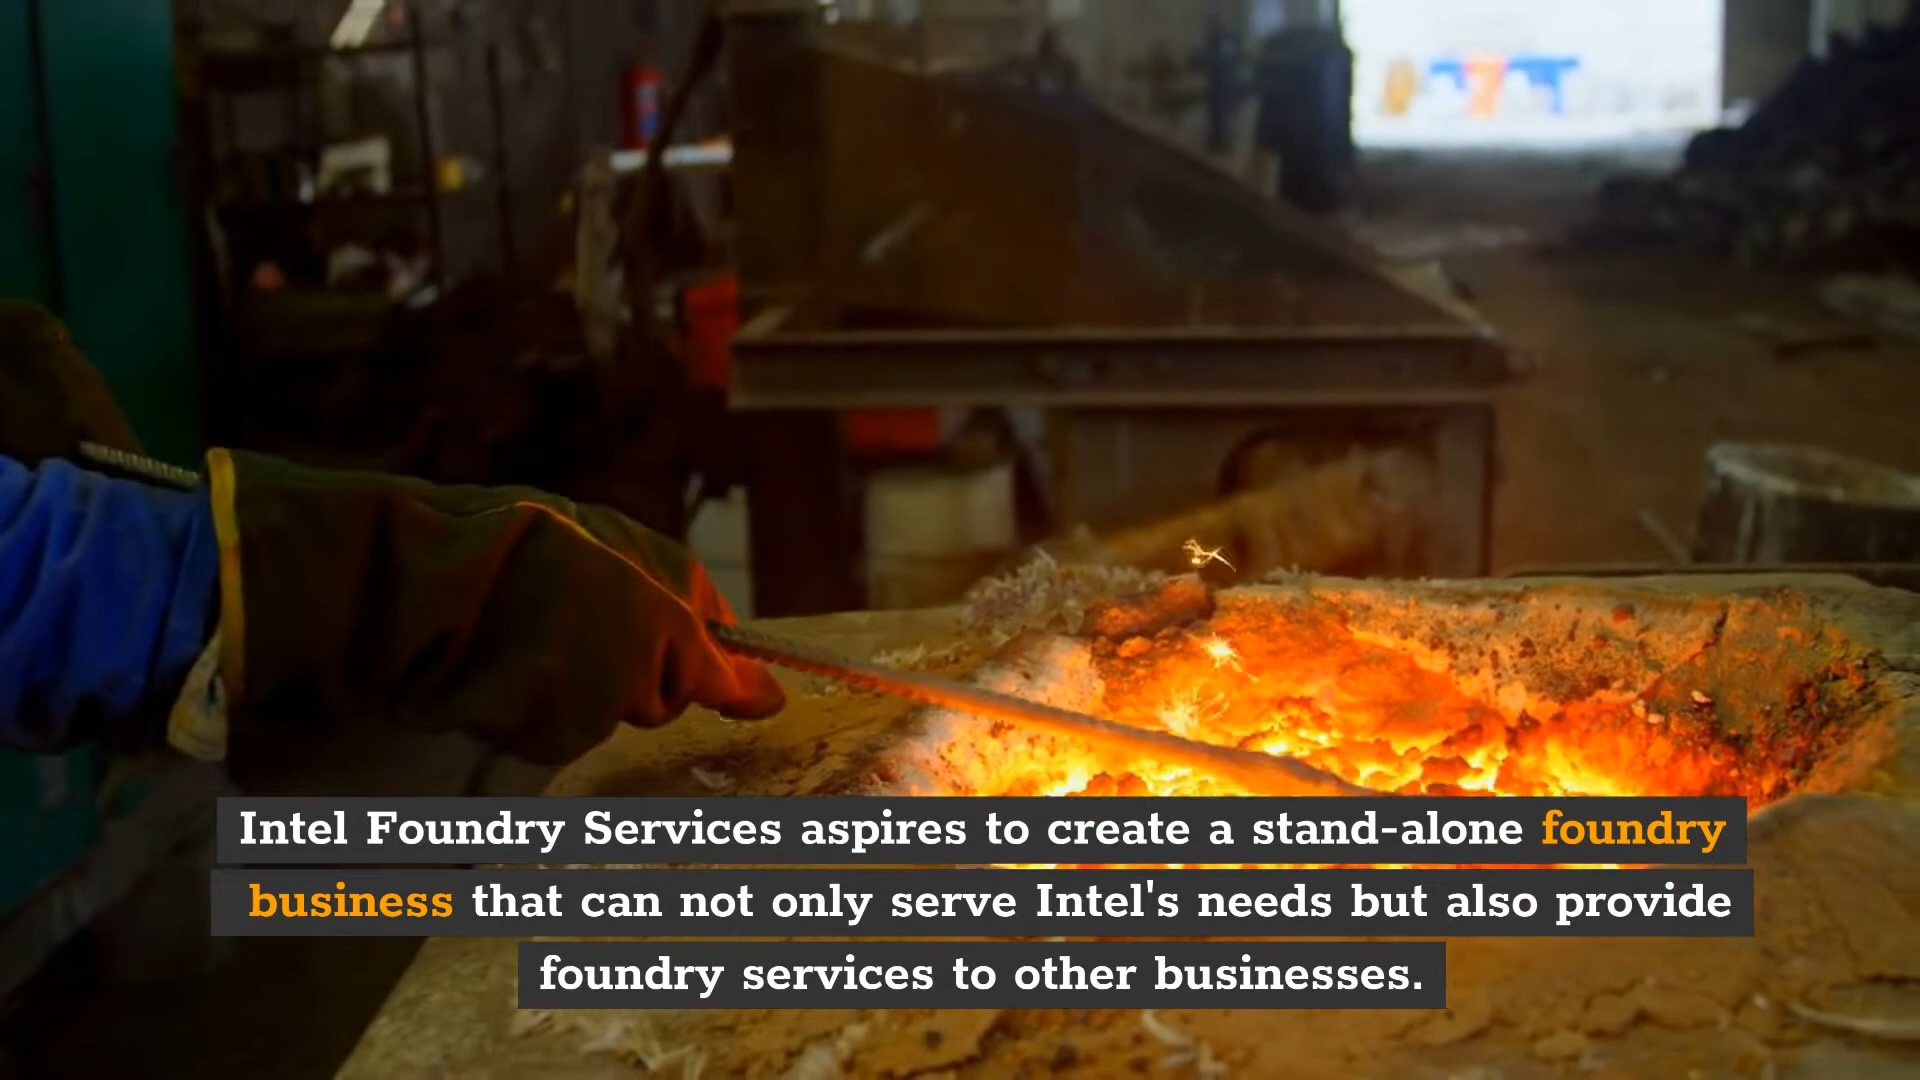 Intel Foundry Services aspires to create a stand-alone foundry
business that can not only serve Intel's needs but also provide
foundry services to other businesses.